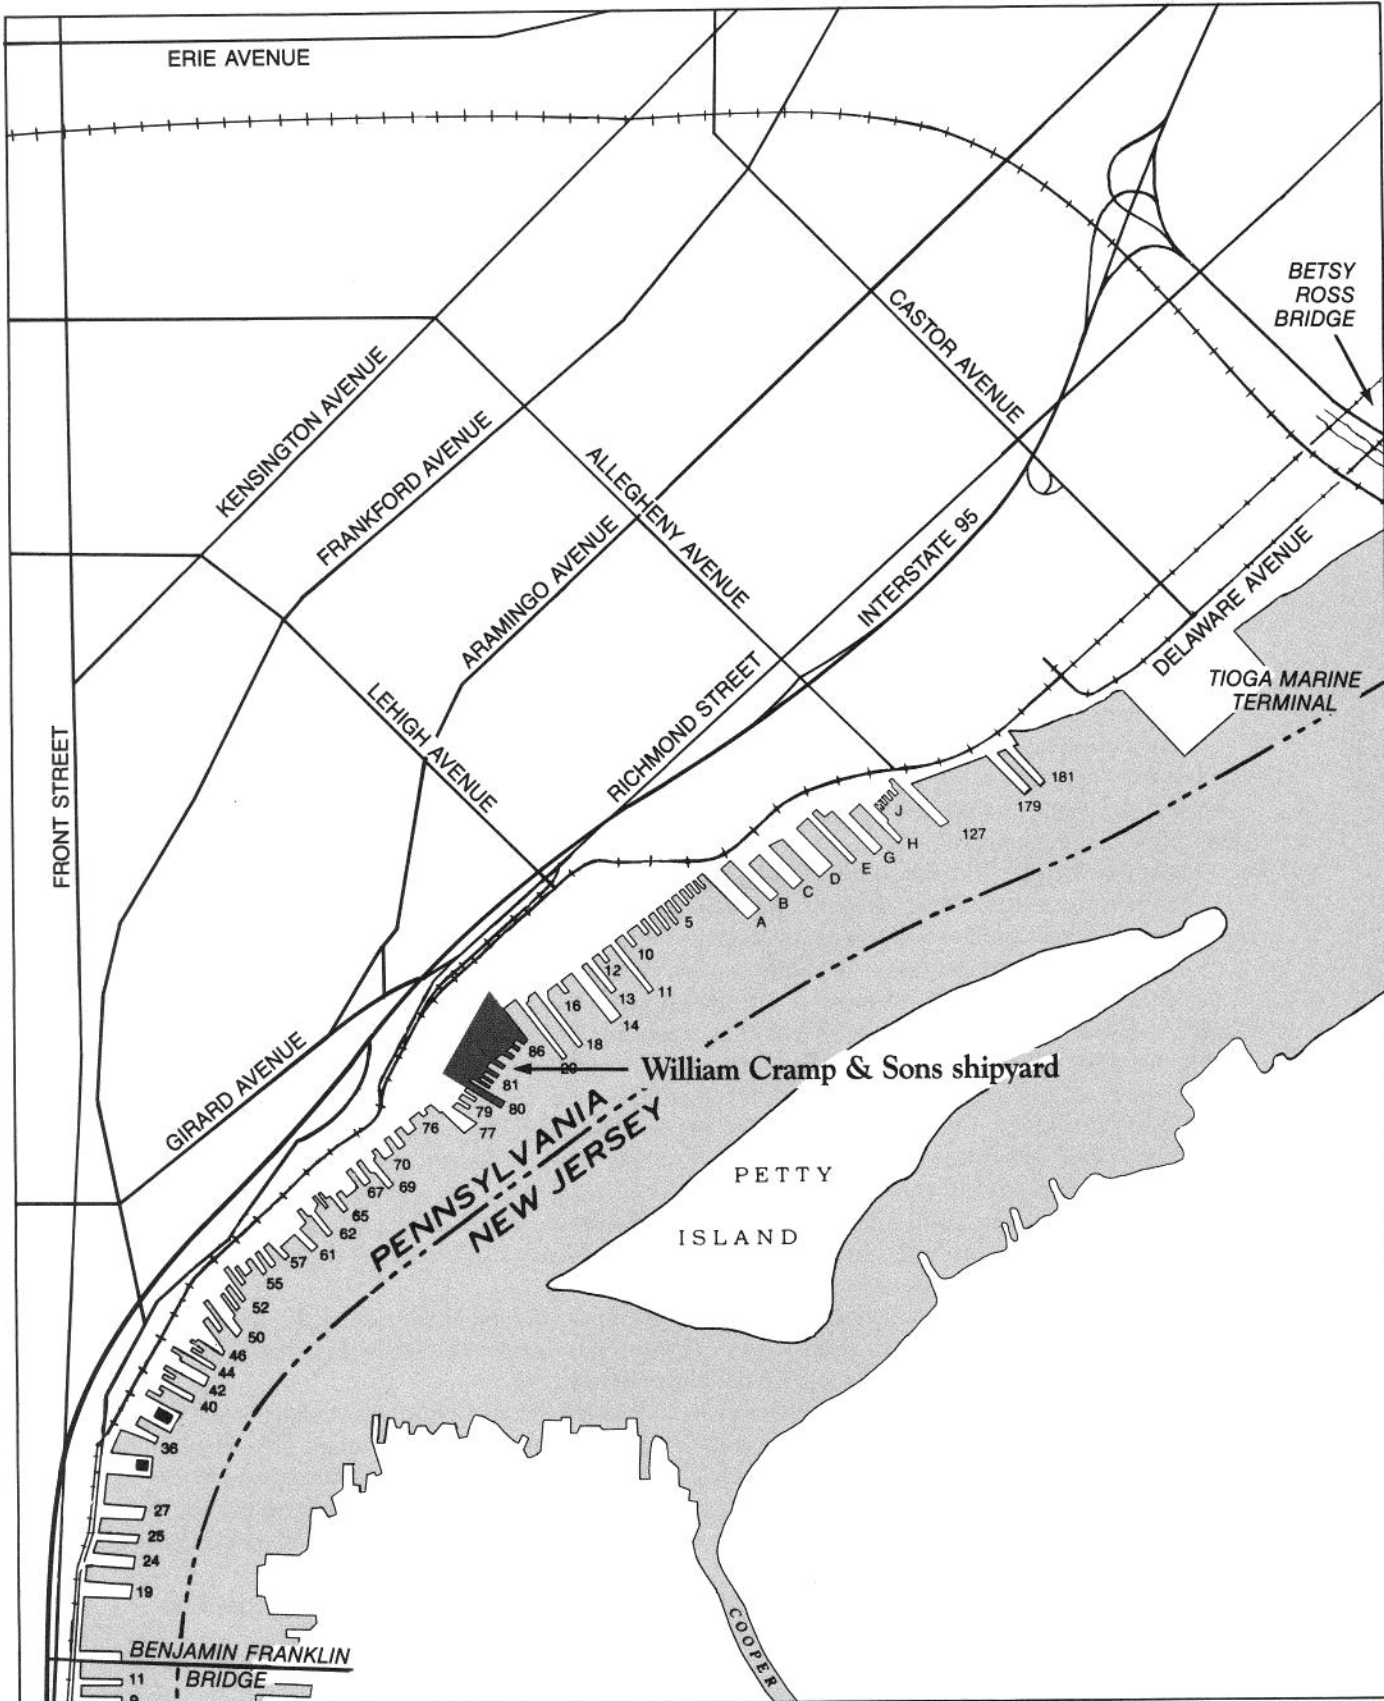 ERIE AVENUE
BETSY
ROSS
BRIDGE
CASTOR AVENUE
KENSINGTON AVENUE
FRANKFORD AVENUE
ALLEGHENY AVENUE
ARAMINGO AVENUE
INTERSTATE 95
DELAWARE AVENUE
TIOGA MARINE
TERMINAL
RICHMOND STREET
LEHIGH AVENUE
FRONT STREET
181
179
127
J
H
G
E
D
C
B
A
5
10
11
12
13
14
16
18
20
86
William Cramp & Sons shipyard
81
80
79
77
76
GIRARD AVENUE
PENNSYLVANIA
NEW JERSEY
PETTY
ISLAND
70
69
67
65
62
61
57
55
52
50
46
44
42
40
36
27
25
24
19
BENJAMIN FRANKLIN
BRIDGE
11
9
COOPER